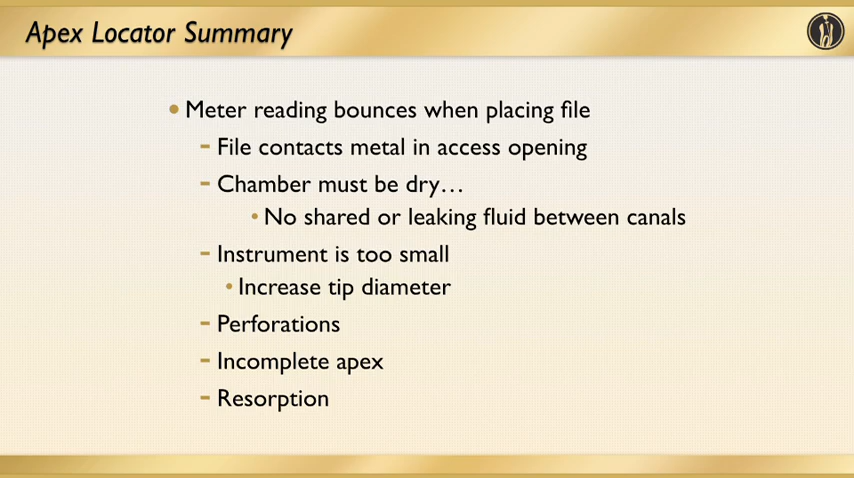 Apex Locator Summary
• Meter reading bounces when placing file
- File contacts metal in access opening
- Chamber must be dry…
• No shared or leaking fluid between canals
- Instrument is too small
• Increase tip diameter
- Perforations
- Incomplete apex
- Resorption